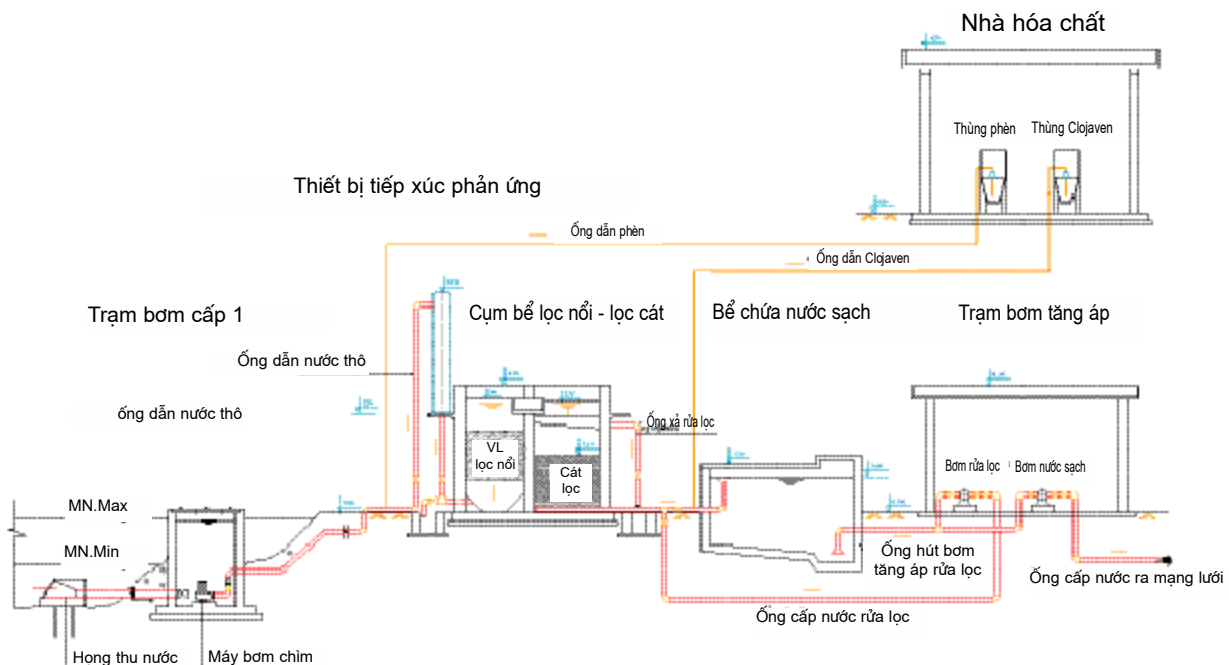 Nhà hóa chất
Thùng phèn
Thùng Clojaven
Thiết bị tiếp xúc phản ứng
Ống dẫn phèn
Ống dẫn Clojaven
Trạm bơm cấp 1
Cụm bể lọc nổi - lọc cát
Bể chứa nước sạch
Trạm bơm tăng áp
Ống dẫn nước thô
ống dẫn nước thô
Ống xả rửa lọc
VL
lọc nổi
Cát
lọc
Bơm rửa lọc
Bơm nước sạch
MN.Max
MN.Min
Ống hút bơm
tăng áp rửa lọc
Ống cấp nước ra mạng lưới
Ống cấp nước rửa lọc
Họng thu nước
Máy bơm chìm